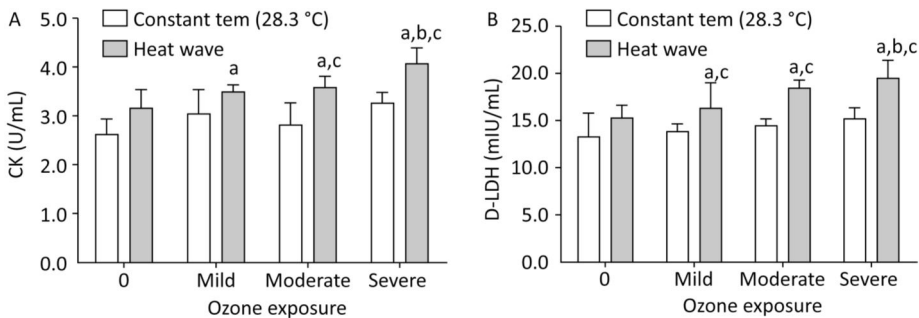 A
Constant tem (28.3 °C)
Heat wave
CK (U/mL)
5.0
4.0
3.0
2.0
1.0
0.0
a
a,c
a,b,c
0 Mild Moderate Severe
Ozone exposure
B
Constant tem (28.3 °C)
Heat wave
D-LDH (mIU/mL)
25.0
20.0
15.0
10.0
5.0
0.0
a,c
a,c
a,b,c
0 Mild Moderate Severe
Ozone exposure